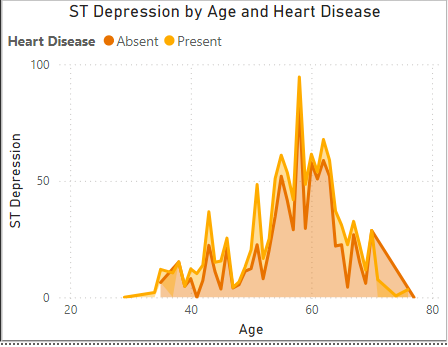 ST Depression by Age and Heart Disease
Heart Disease Absent Present
100
50
0
ST Depression
20 40 60 80
Age